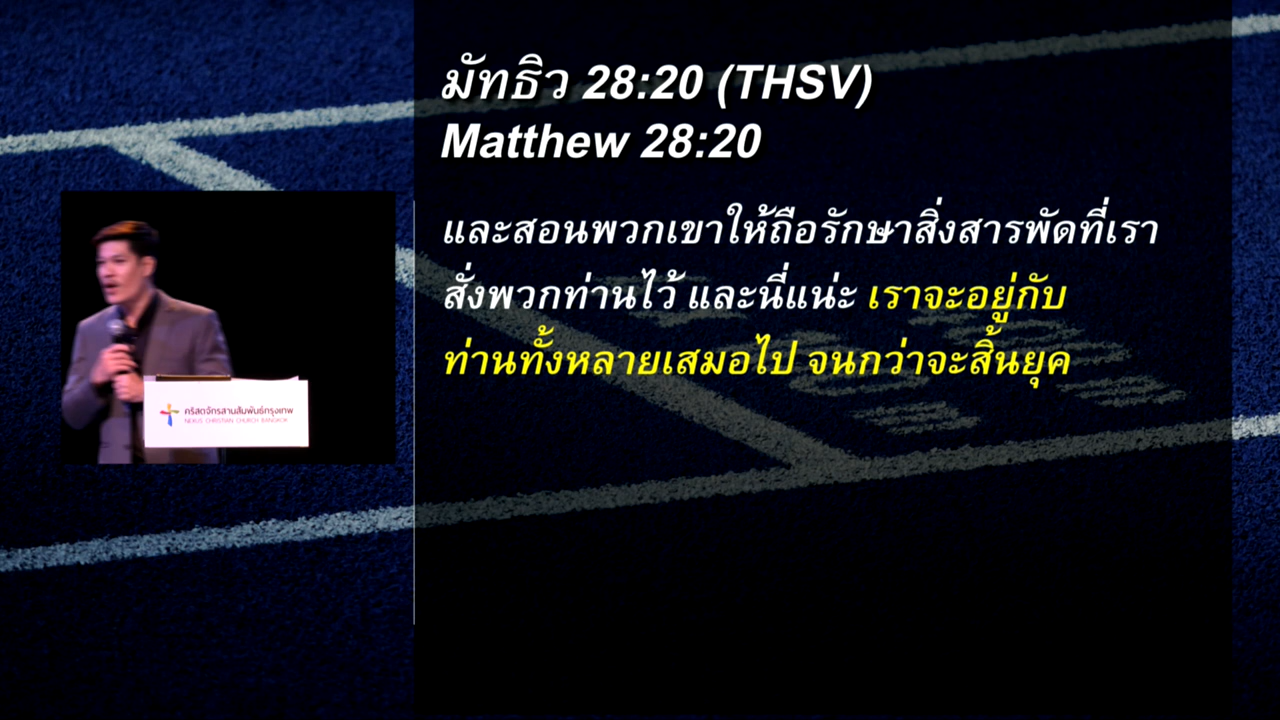 มัทธิว 28:20 (THSV)
Matthew 28:20
และสอนพวกเขาให้ถือรักษาสิ่งสารพัดที่เรา
สั่งพวกท่านไว้ และนี่แน่ะ เราจะอยู่กับ
ท่านทั้งหลายเสมอไป จนกว่าจะสิ้นยุค
คริสตจักรสานสัมพันธ์กรุงเทพ
NEXUS CHRISTIAN CHURCH BANGKOK